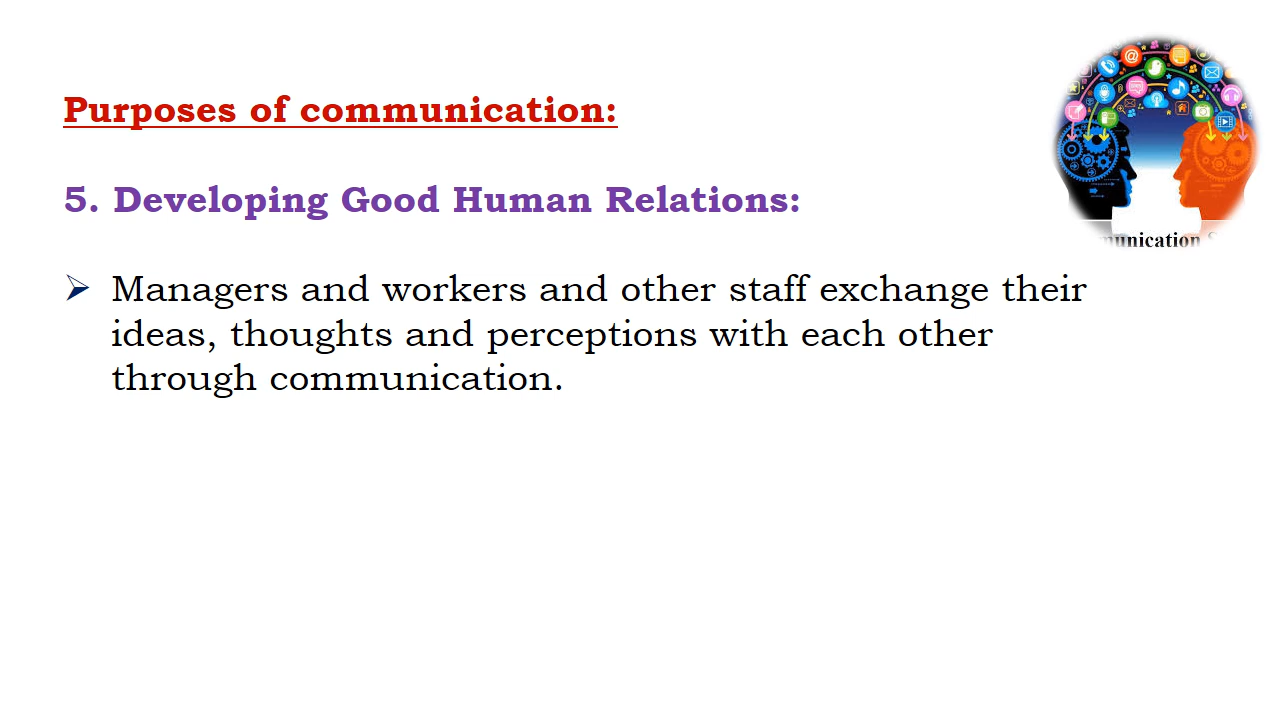 Purposes of communication:
5. Developing Good Human Relations:
Managers and workers and other staff exchange their
ideas, thoughts and perceptions with each other
through communication.